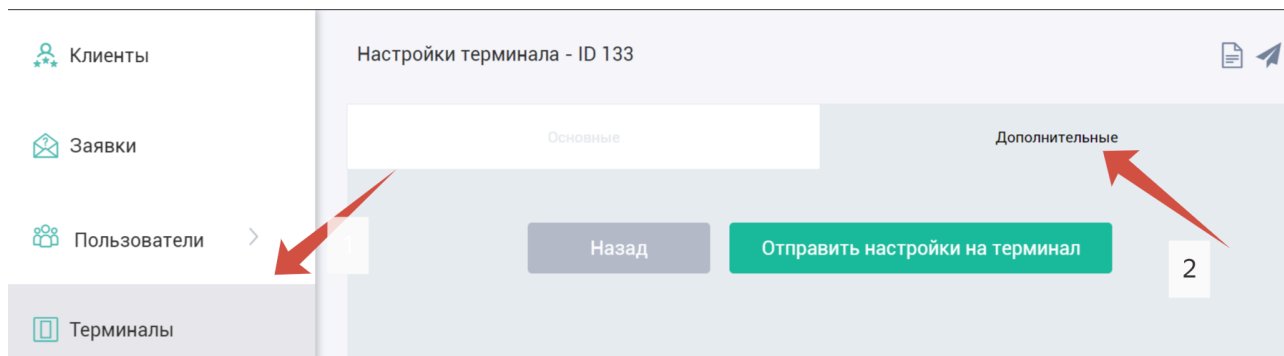 Клиенты
Заявки
Пользователи
Терминалы
Настройки терминала - ID 133
Основные
Дополнительные
1
Назад
Отправить настройки на терминал
2